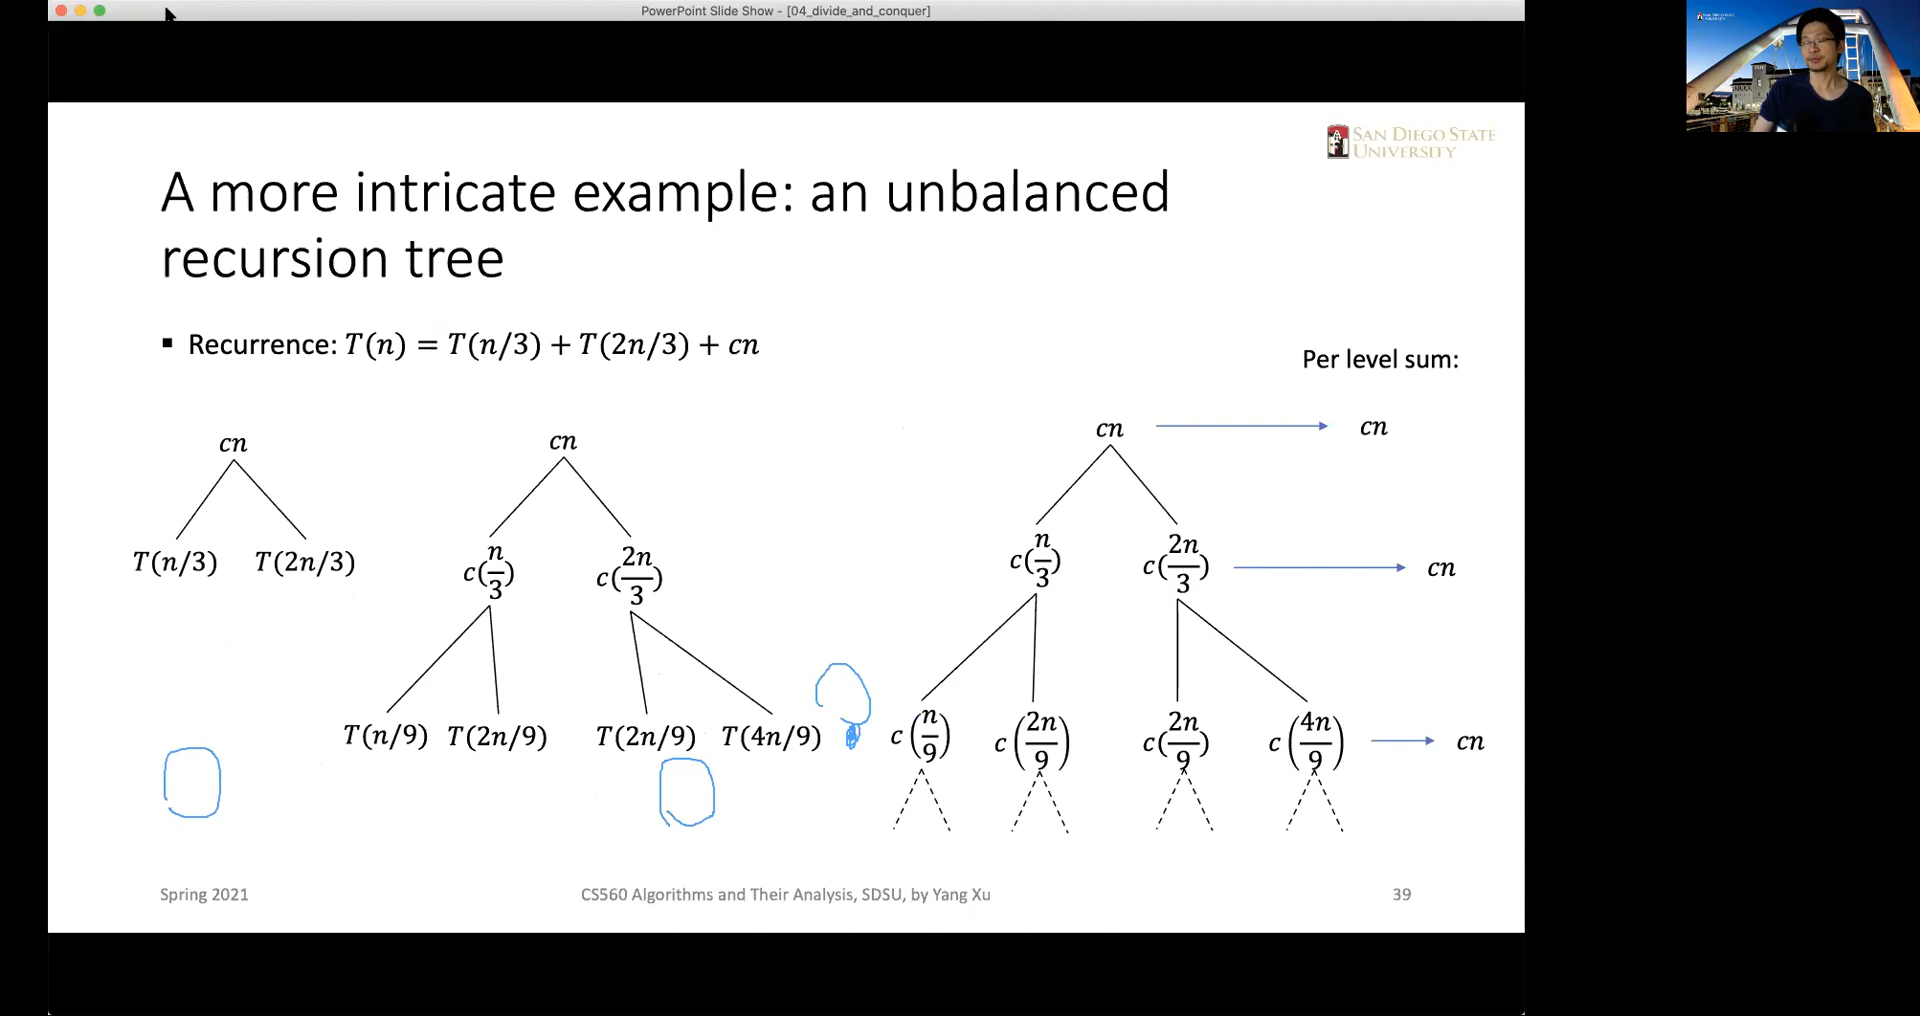 PowerPoint Slide Show - [04_divide_and_conquer]
SAN DIEGO STATE
UNIVERSITY
A more intricate example: an unbalanced
recursion tree
▪ Recurrence: T(n) = T(n/3) + T(2n/3) + cn
Per level sum:
cn
T(n/3) T(2n/3)
cn
c(n/3) c(2n/3)
T(n/9) T(2n/9) T(2n/9) T(4n/9)
cn cn
c(n/3) c(2n/3) cn
c(n/9) c(2n/9) c(2n/9) c(4n/9) cn
Spring 2021 CS560 Algorithms and Their Analysis, SDSU, by Yang Xu 39